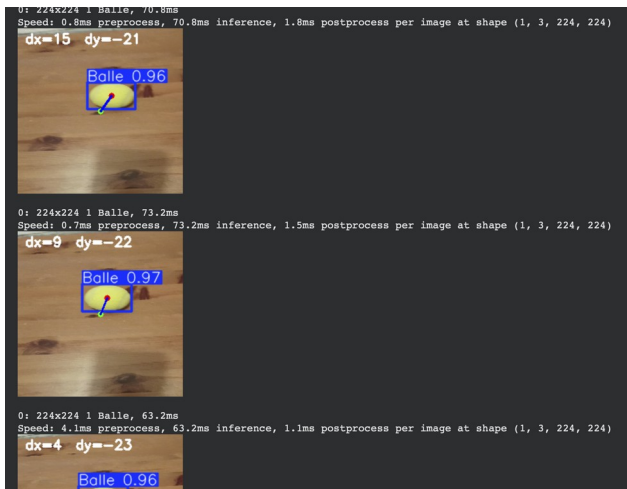 0: 224x224 1 Balle, 70.8ms
Speed: 0.8ms preprocess, 70.8ms inference, 1.8ms postprocess per image at shape (1, 3, 224, 224)
dx=15 dy=-21
Balle 0.96
0: 224x224 1 Balle, 73.2ms
Speed: 0.7ms preprocess, 73.2ms inference, 1.5ms postprocess per image at shape (1, 3, 224, 224)
dx=9 dy=-22
Balle 0.97
0: 224x224 1 Balle, 63.2ms
Speed: 4.1ms preprocess, 63.2ms inference, 1.1ms postprocess per image at shape (1, 3, 224, 224)
dx=4 dy=-23
Balle 0.96